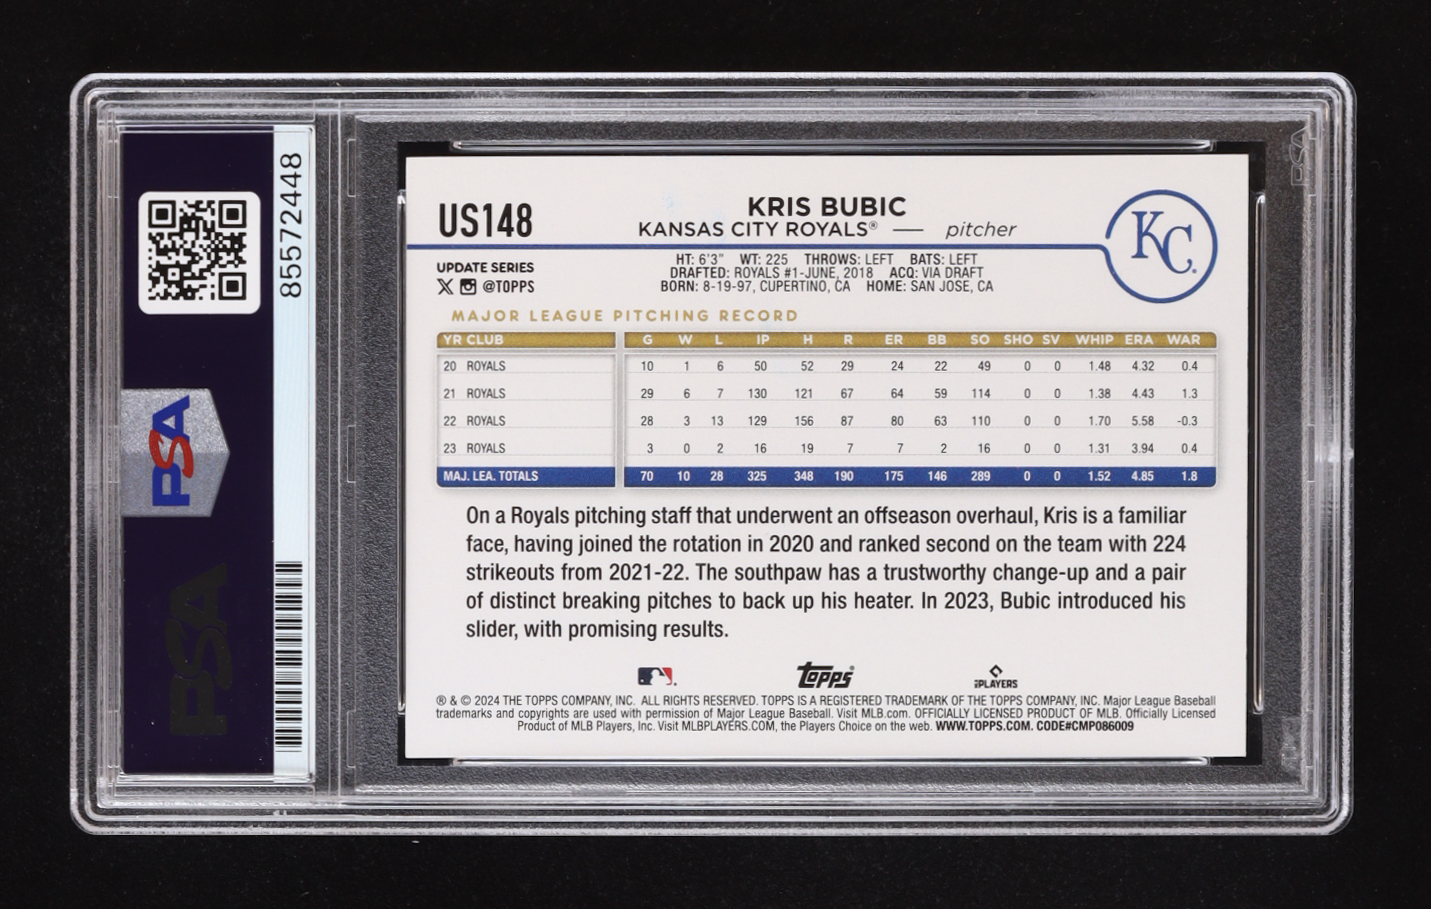 85572448
PSA
PSA
US148
KRIS BUBIC
KANSAS CITY ROYALS® — pitcher
KC
UPDATE SERIES
@TOPPS
HT: 6'3" WT: 225 THROWS: LEFT BATS: LEFT
DRAFTED: ROYALS #1-JUNE, 2018 ACQ: VIA DRAFT
BORN: 8-19-97, CUPERTINO, CA HOME: SAN JOSE, CA
MAJOR LEAGUE PITCHING RECORD
YR CLUB G W L IP H R ER BB SO SHO SV WHIP ERA WAR
20 ROYALS 10 1 6 50 52 29 24 22 49 0 0 1.48 4.32 0.4
21 ROYALS 29 6 7 130 121 67 64 59 114 0 0 1.38 4.43 1.3
22 ROYALS 28 3 13 129 156 87 80 63 110 0 0 1.70 5.58 -0.3
23 ROYALS 3 0 2 16 19 7 7 2 16 0 0 1.31 3.94 0.4
MAJ. LEA. TOTALS 70 10 28 325 348 190 175 146 289 0 0 1.52 4.85 1.8
On a Royals pitching staff that underwent an offseason overhaul, Kris is a familiar
face, having joined the rotation in 2020 and ranked second on the team with 224
strikeouts from 2021-22. The southpaw has a trustworthy change-up and a pair
of distinct breaking pitches to back up his heater. In 2023, Bubic introduced his
slider, with promising results.
topps®
PLAYERS
® & © 2024 THE TOPPS COMPANY, INC. ALL RIGHTS RESERVED. TOPPS IS A REGISTERED TRADEMARK OF THE TOPPS COMPANY, INC. Major League Baseball
trademarks and copyrights are used with permission of Major League Baseball. Visit MLB.com. OFFICIALLY LICENSED PRODUCT OF MLB. Officially Licensed
Product of MLB Players, Inc. Visit MLBPLAYERS.COM, the Players Choice on the web. WWW.TOPPS.COM. CODE#CMP086009
PSA